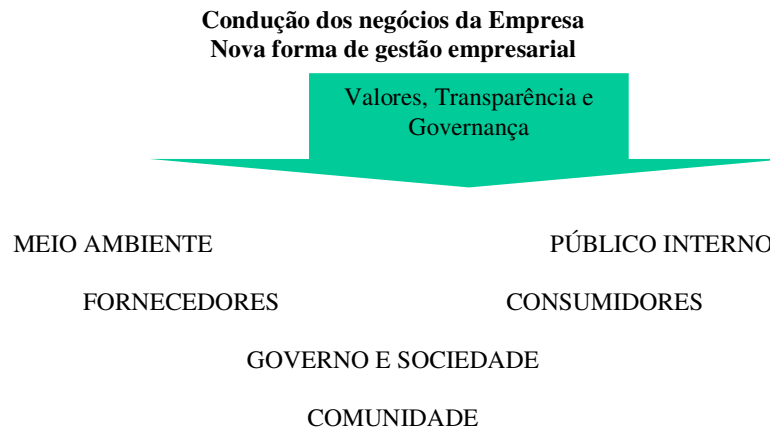 Condução dos negócios da Empresa
Nova forma de gestão empresarial
Valores, Transparência e
Governança
MEIO AMBIENTE PÚBLICO INTERNO
FORNECEDORES CONSUMIDORES
GOVERNO E SOCIEDADE
COMUNIDADE